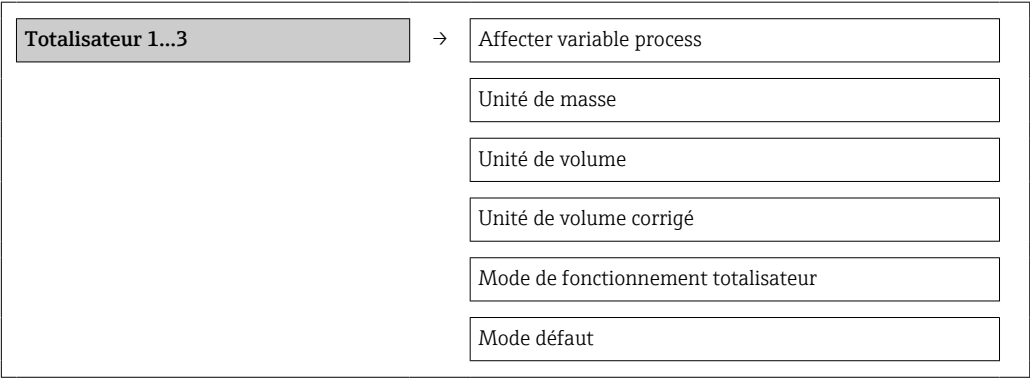 Totalisateur 1…3 → Affecter variable process
Unité de masse
Unité de volume
Unité de volume corrigé
Mode de fonctionnement totalisateur
Mode défaut